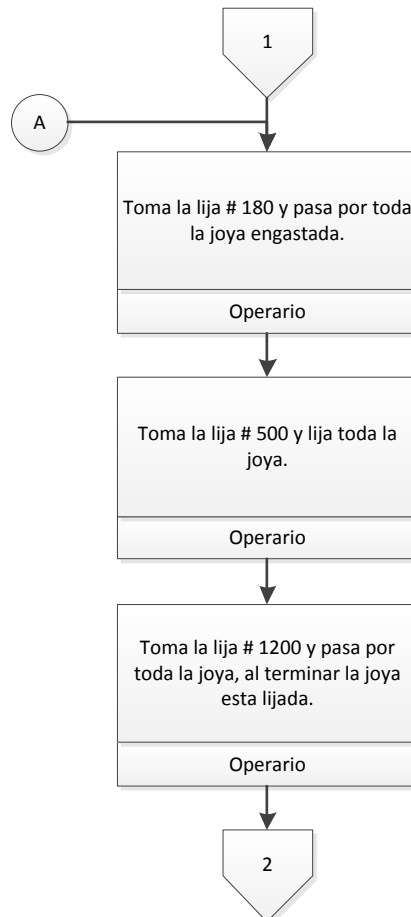 1
A
Toma la lija # 180 y pasa por toda
la joya engastada.
Operario
Toma la lija # 500 y lija toda la
joya.
Operario
Toma la lija # 1200 y pasa por
toda la joya, al terminar la joya
esta lijada.
Operario
2